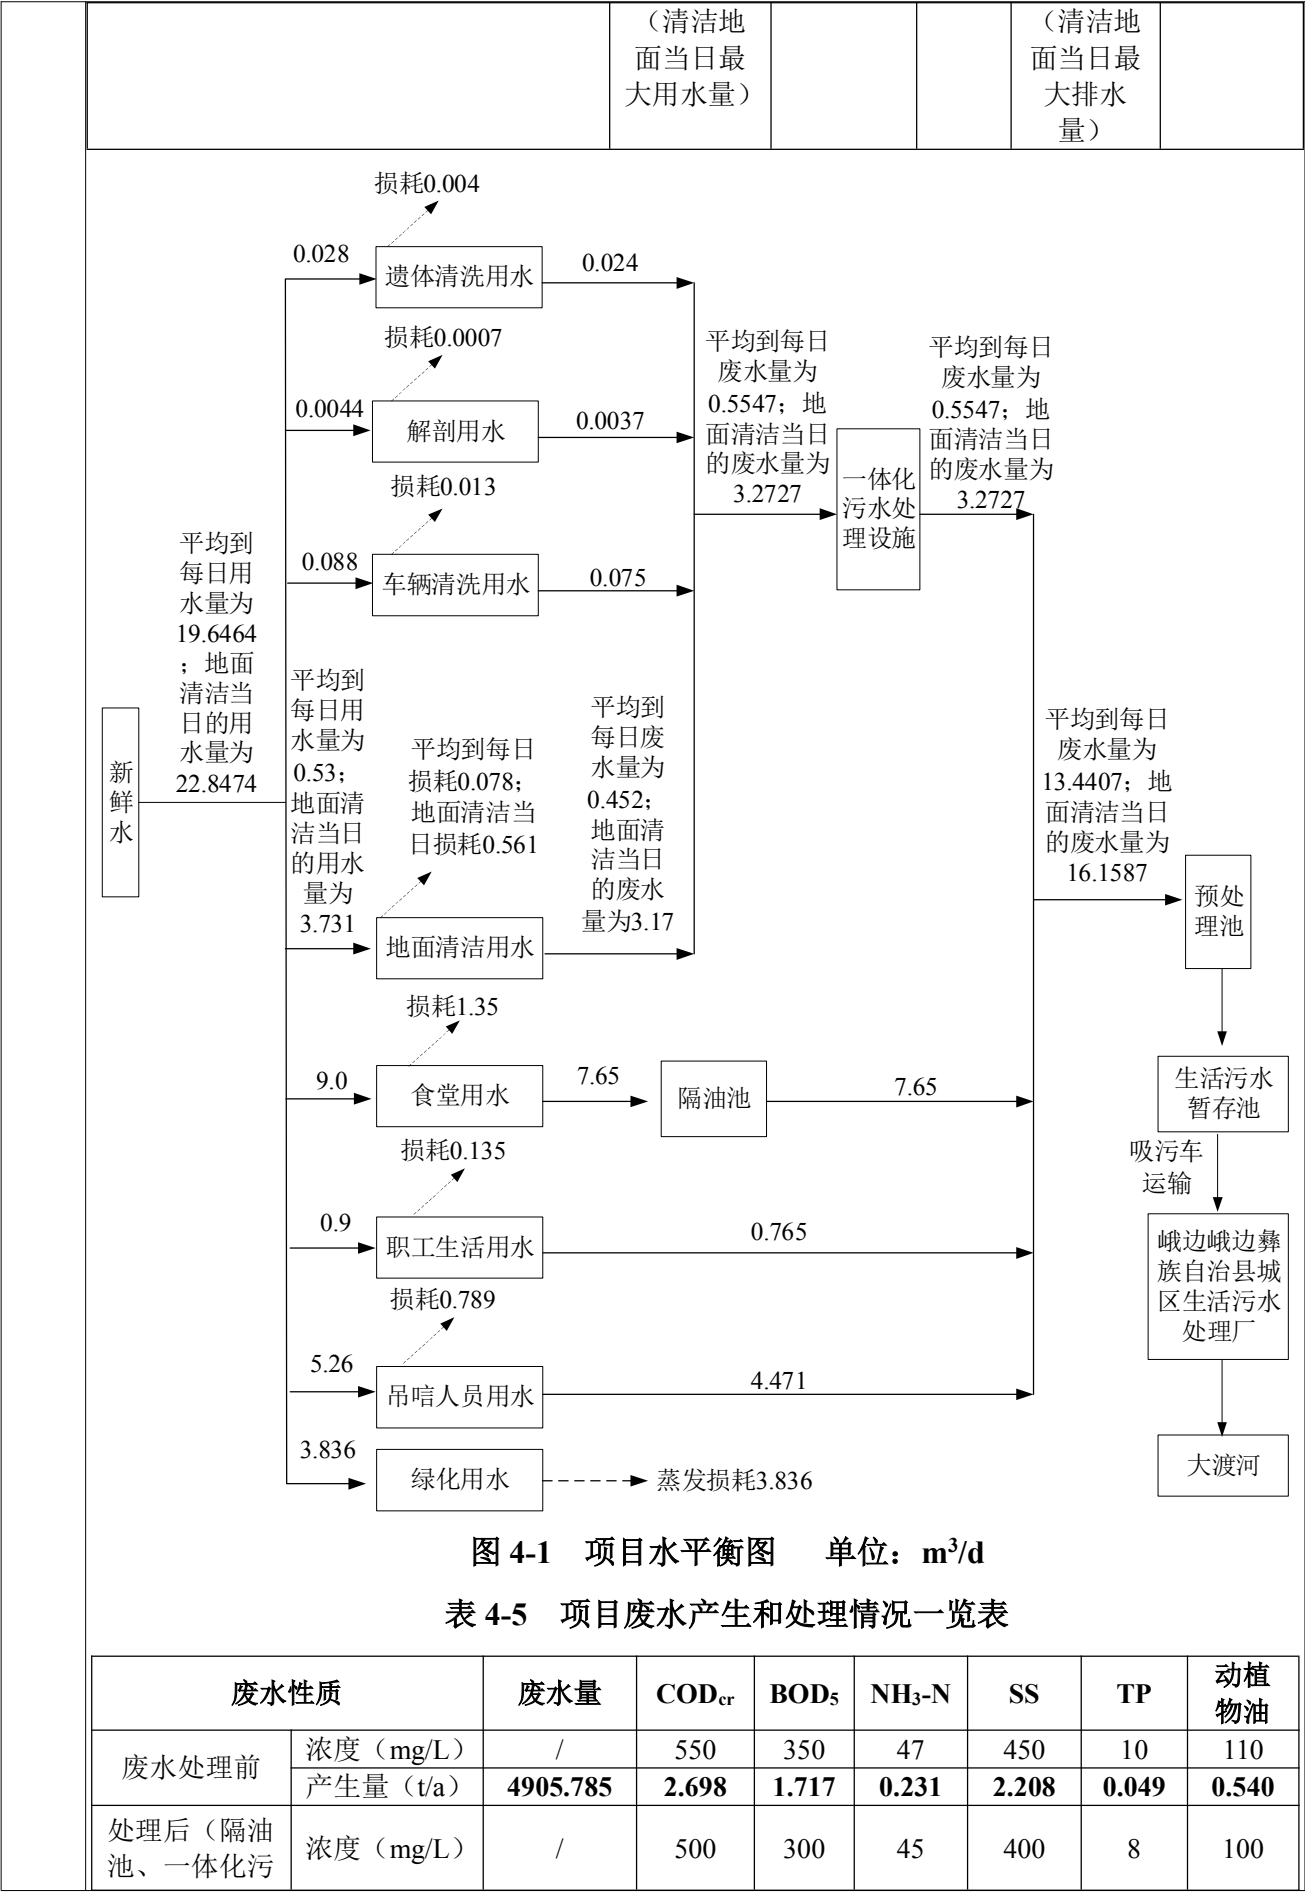 （清洁地
面当日最
大用水量）
（清洁地
面当日最
大排水
量）
损耗0.004
0.028
遗体清洗用水
0.024
损耗0.0007
0.0044
解剖用水
0.0037
损耗0.013
0.088
车辆清洗用水
0.075
平均到每日
废水量为
0.5547；地
面清洁当日
的废水量为
3.2727
一体化
污水处
理设施
平均到每日
废水量为
0.5547；地
面清洁当日
的废水量为
3.2727
新
鲜
水
平均到
每日用
水量为
19.6464
；地面
清洁当
日的用
水量为
22.8474
平均到
每日用
水量为
0.53；
地面清
洁当日
的用水
量为
3.731
平均到每日
损耗0.078；
地面清洁当
日损耗0.561
地面清洁用水
平均到
每日废
水量为
0.452；
地面清
洁当日
的废水
量为3.17
平均到每日
废水量为
13.4407；地
面清洁当日
的废水量为
16.1587
预处
理池
损耗1.35
9.0
食堂用水
7.65
隔油池
7.65
生活污水
暂存池
吸污车
运输
损耗0.135
0.9
职工生活用水
0.765
峨边峨边彝
族自治县城
区生活污水
处理厂
损耗0.789
5.26
吊唁人员用水
4.471
大渡河
3.836
绿化用水
蒸发损耗3.836
图 4-1 项目水平衡图 单位：m³/d
表 4-5 项目废水产生和处理情况一览表
废水性质 废水量 CODcr BOD₅ NH₃-N SS TP 动植
物油
废水处理前 浓度（mg/L） / 550 350 47 450 10 110
产生量（t/a） 4905.785 2.698 1.717 0.231 2.208 0.049 0.540
处理后（隔油
池、一体化污 浓度（mg/L） / 500 300 45 400 8 100